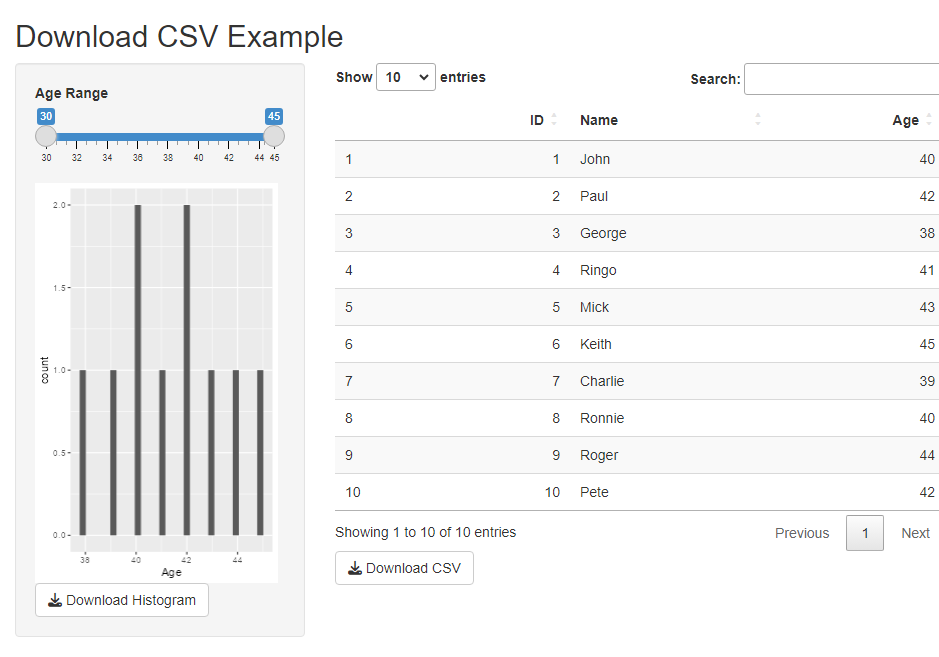 Download CSV Example
Age Range
30 45
30 32 34 36 38 40 42 44 45
2.0
1.5
1.0
0.5
0.0
count
38 40 42 44
Age
Download Histogram
Show 10 entries
Search:
ID Name Age
1 1 John 40
2 2 Paul 42
3 3 George 38
4 4 Ringo 41
5 5 Mick 43
6 6 Keith 45
7 7 Charlie 39
8 8 Ronnie 40
9 9 Roger 44
10 10 Pete 42
Showing 1 to 10 of 10 entries
Previous 1 Next
Download CSV